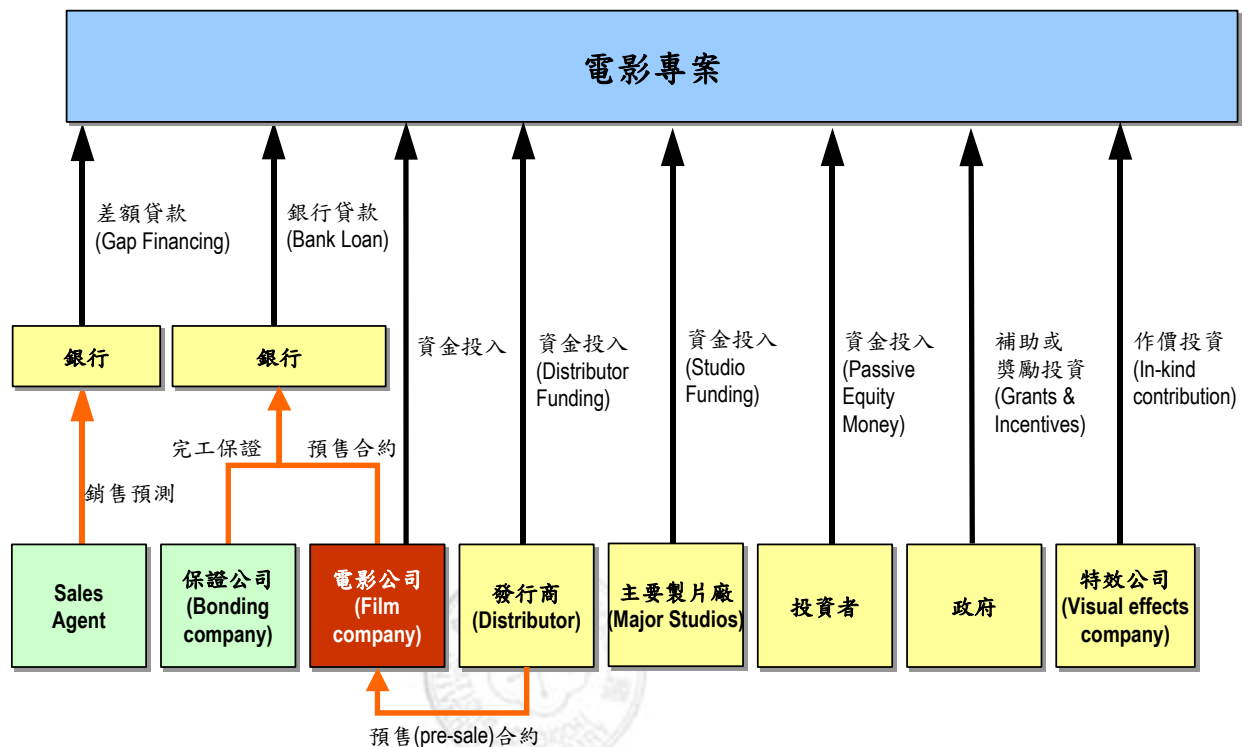 電影專案
差額貸款
(Gap Financing)
銀行貸款
(Bank Loan)
銀行
銀行
資金投入
資金投入
(Distributor
Funding)
資金投入
(Studio
Funding)
資金投入
(Passive
Equity
Money)
補助或
獎勵投資
(Grants &
Incentives)
作價投資
(In-kind
contribution)
完工保證
預售合約
銷售預測
Sales
Agent
保證公司
(Bonding
company)
電影公司
(Film
company)
發行商
(Distributor)
主要製片廠
(Major Studios)
投資者
政府
特效公司
(Visual effects
company)
預售(pre-sale)合約